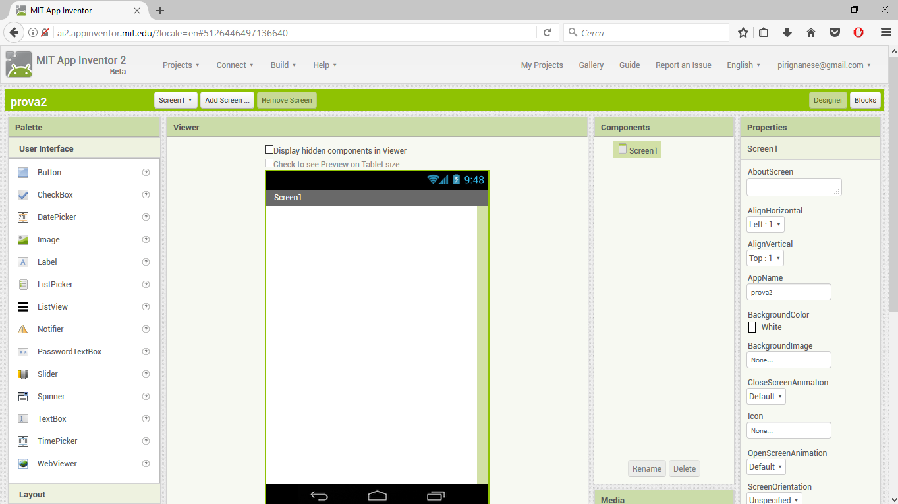 MIT App Inventor
ai2.appinventor.mit.edu/?locale=en#5126446497136640
Cerca
MIT App Inventor 2
Beta
Projects
Connect
Build
Help
My Projects
Gallery
Guide
Report an Issue
English
pirignanese@gmail.com
prova2
Screen1
Add Screen ...
Remove Screen
Designer
Blocks
Palette
User Interface
Button
CheckBox
DatePicker
Image
Label
ListPicker
ListView
Notifier
PasswordTextBox
Slider
Spinner
TextBox
TimePicker
WebViewer
Layout
Viewer
Display hidden components in Viewer
Check to see Preview on Tablet size.
9:48
Screen1
Components
Screen1
Rename
Delete
Media
Properties
Screen1
AboutScreen
AlignHorizontal
Left : 1
AlignVertical
Top : 1
AppName
prova2
BackgroundColor
White
BackgroundImage
None...
CloseScreenAnimation
Default
Icon
None...
OpenScreenAnimation
Default
ScreenOrientation
Unspecified